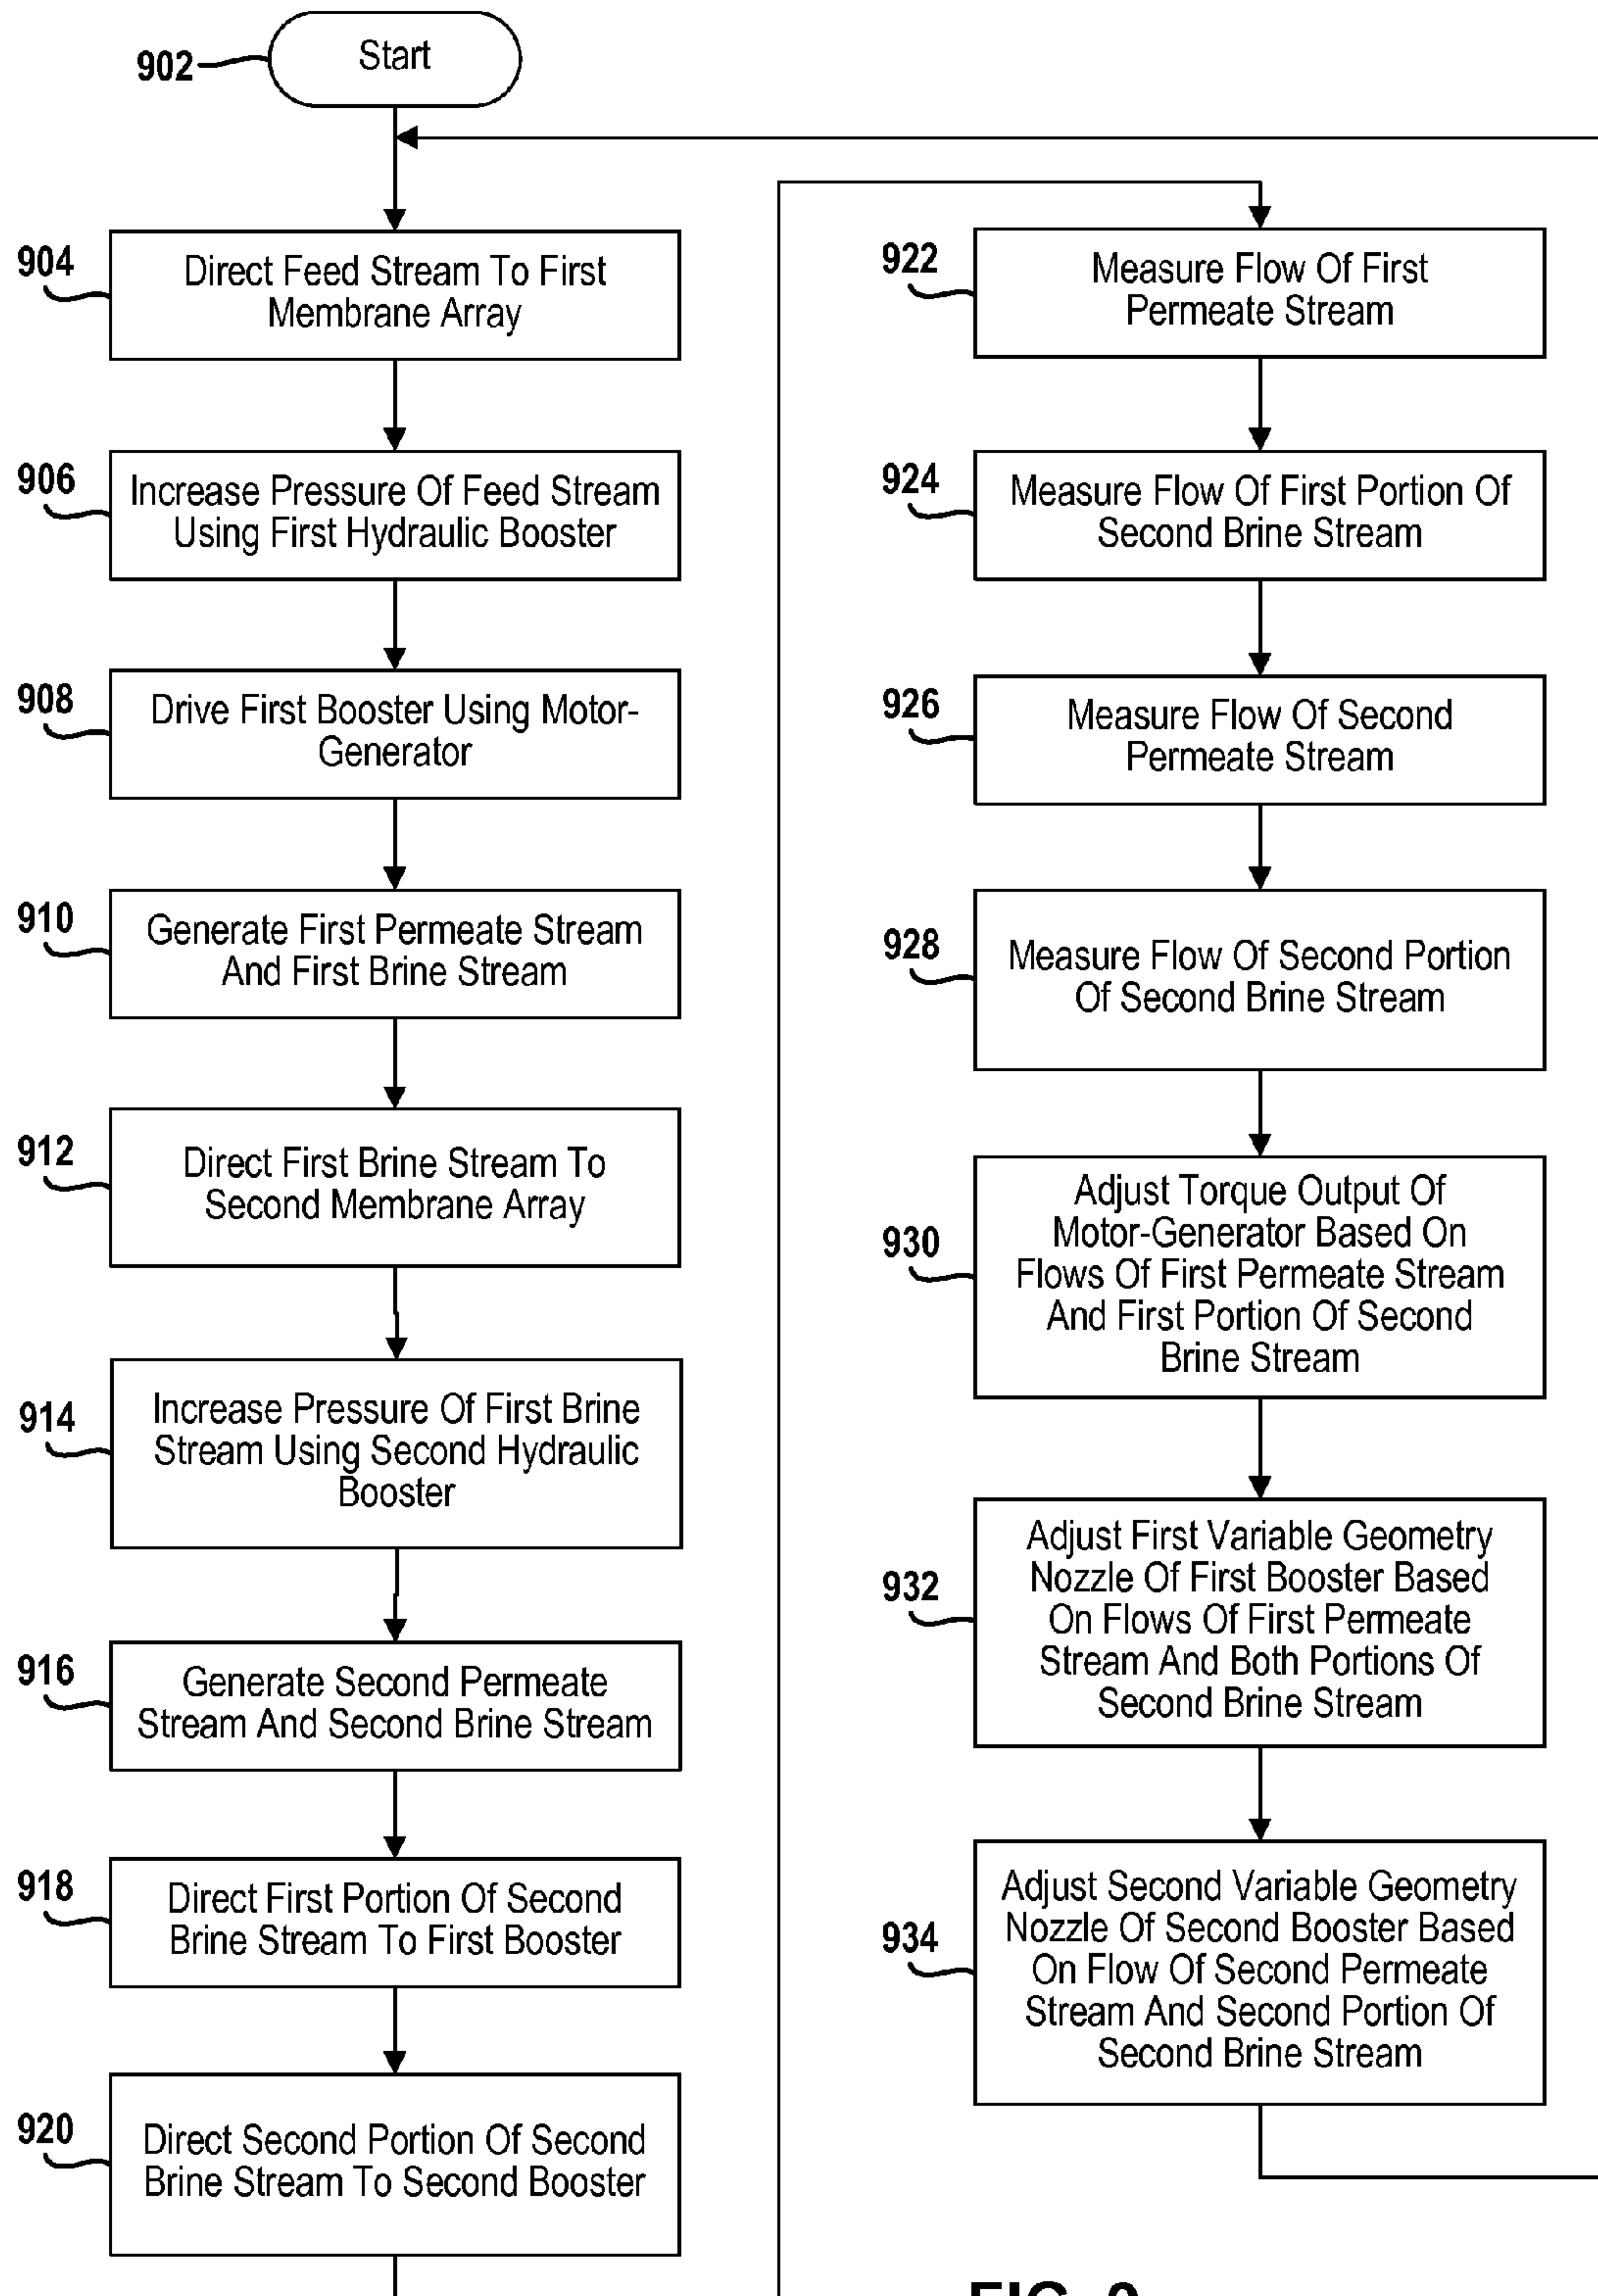 902
Start
904
Direct Feed Stream To First
Membrane Array
906
Increase Pressure Of Feed Stream
Using First Hydraulic Booster
908
Drive First Booster Using Motor-
Generator
910
Generate First Permeate Stream
And First Brine Stream
912
Direct First Brine Stream To
Second Membrane Array
914
Increase Pressure Of First Brine
Stream Using Second Hydraulic
Booster
916
Generate Second Permeate
Stream And Second Brine Stream
918
Direct First Portion Of Second
Brine Stream To First Booster
920
Direct Second Portion Of Second
Brine Stream To Second Booster
922
Measure Flow Of First
Permeate Stream
924
Measure Flow Of First Portion Of
Second Brine Stream
926
Measure Flow Of Second
Permeate Stream
928
Measure Flow Of Second Portion
Of Second Brine Stream
930
Adjust Torque Output Of
Motor-Generator Based On
Flows Of First Permeate Stream
And First Portion Of Second
Brine Stream
932
Adjust First Variable Geometry
Nozzle Of First Booster Based
On Flows Of First Permeate
Stream And Both Portions Of
Second Brine Stream
934
Adjust Second Variable Geometry
Nozzle Of Second Booster Based
On Flow Of Second Permeate
Stream And Second Portion Of
Second Brine Stream